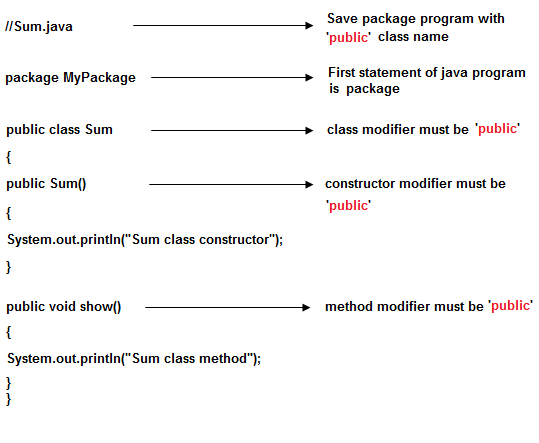 //Sum.java
Save package program with
'public' class name
package MyPackage
First statement of java program
is package
public class Sum
class modifier must be 'public'
{
public Sum()
constructor modifier must be
'public'
{
System.out.println("Sum class constructor");
}
public void show()
method modifier must be 'public'
{
System.out.println("Sum class method");
}
}